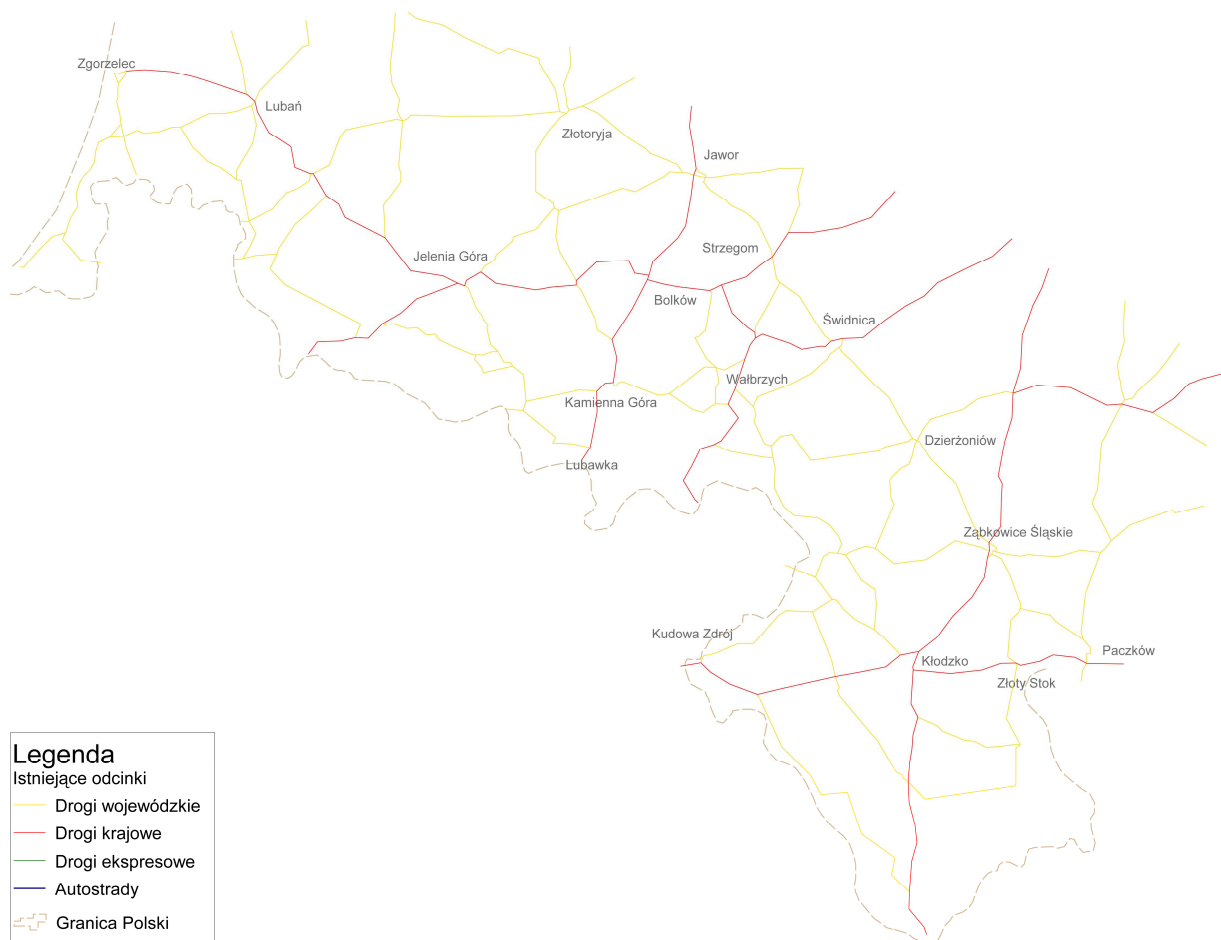 Zgorzelec
Lubań
Złotoryja
Jawor
Strzegom
Jelenia Góra
Bolków
Świdnica
Wałbrzych
Kamienna Góra
Dzierżoniów
Lubawka
Ząbkowice Śląskie
Kudowa Zdrój
Paczków
Kłodzko
Złoty Stok
Legenda
Istniejące odcinki
Drogi wojewódzkie
Drogi krajowe
Drogi ekspresowe
Autostrady
Granica Polski